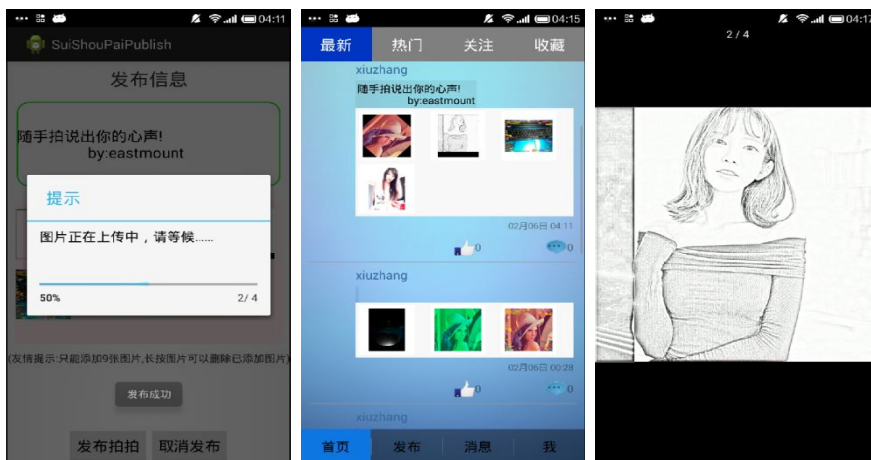 04:11
SuiShouPaiPublish
发布信息
随手拍说出你的心声!
by:eastmount
提示
图片正在上传中，请等候......
50%
2/ 4
(友情提示:只能添加9张图片,长按图片可以删除已添加图片)
发布成功
发布拍拍
取消发布
04:15
最新
热门
关注
收藏
xiuzhang
随手拍说出你的心声!
by:eastmount
02月06日 04:11
0
0
xiuzhang
02月06日 00:28
0
0
xiuzhang
首页
发布
消息
我
04:17
2 / 4